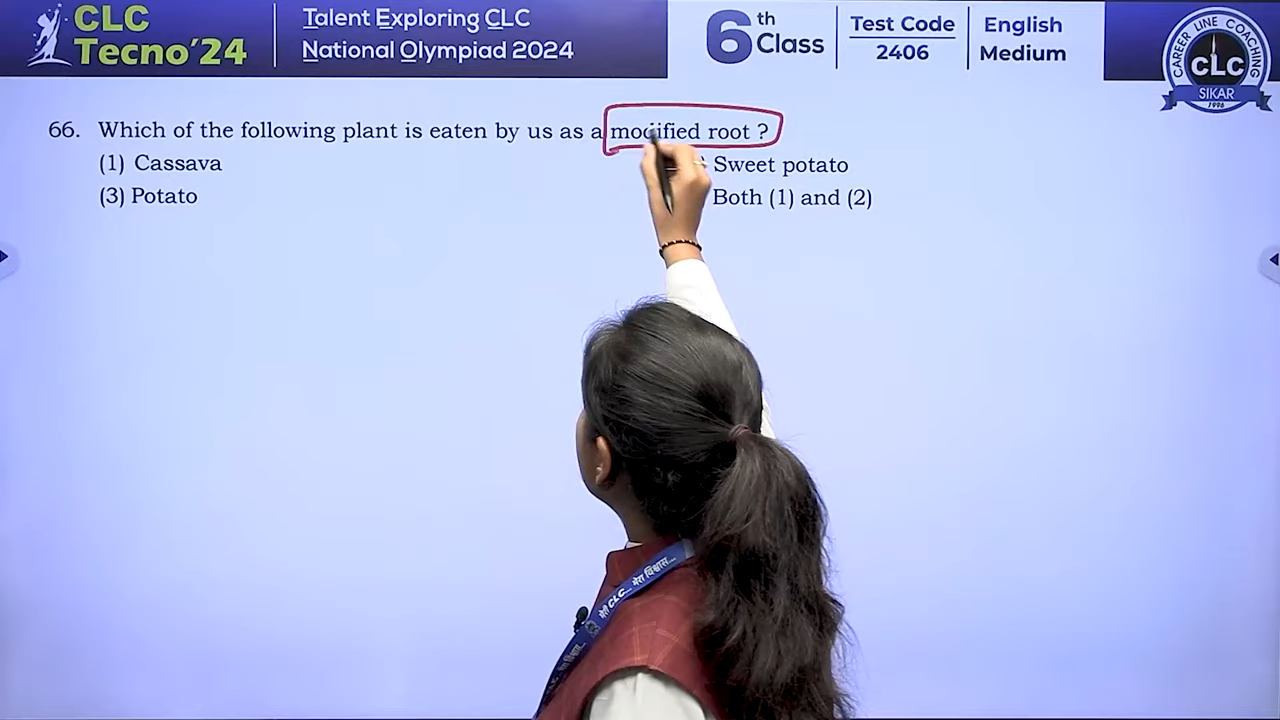 CLC
Tecno'24
Talent Exploring CLC
National Olympiad 2024
6th Class
Test Code
2406
English
Medium
CAREER LINE COACHING
CLC
SIKAR
1996
66. Which of the following plant is eaten by us as a modified root ?
(1) Cassava
Sweet potato
(3) Potato
Both (1) and (2)
मेरा विश्वास...
मेरी CLC...